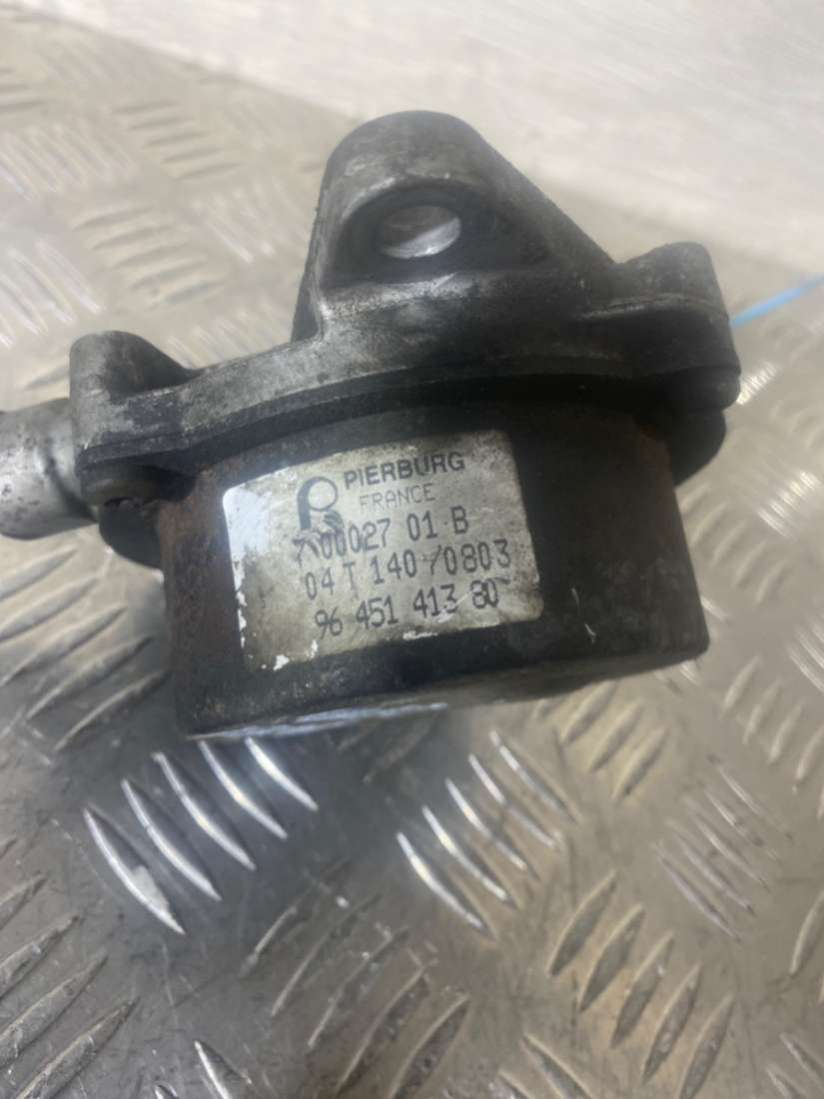 PIERBURG
FRANCE
7.00027 01 B
04 T 140 /0803
96 451 413 80